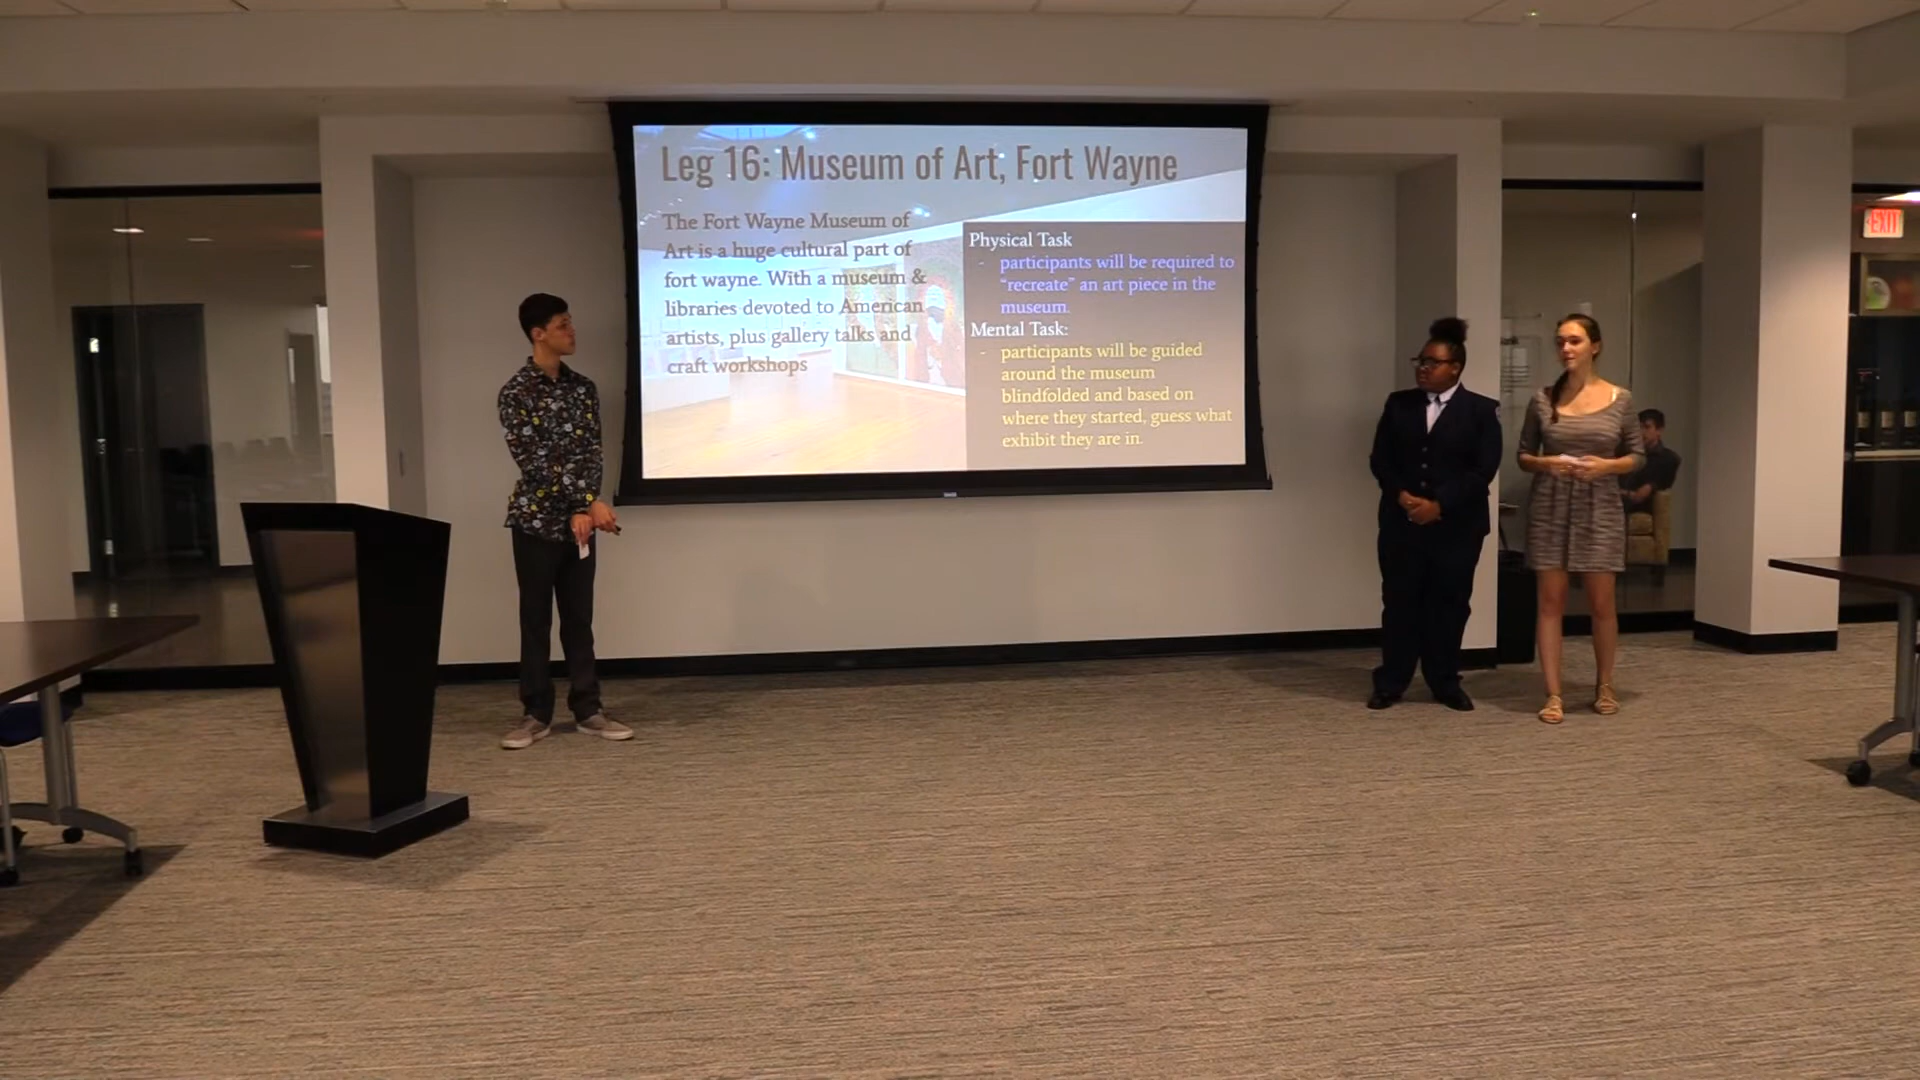 Leg 16: Museum of Art, Fort Wayne
The Fort Wayne Museum of
Art is a huge cultural part of
fort wayne. With a museum &
libraries devoted to American
artists, plus gallery talks and
craft workshops
Physical Task
- participants will be required to
“recreate” an art piece in the
museum.
Mental Task:
- participants will be guided
around the museum
blindfolded and based on
where they started, guess what
exhibit they are in.
EXIT